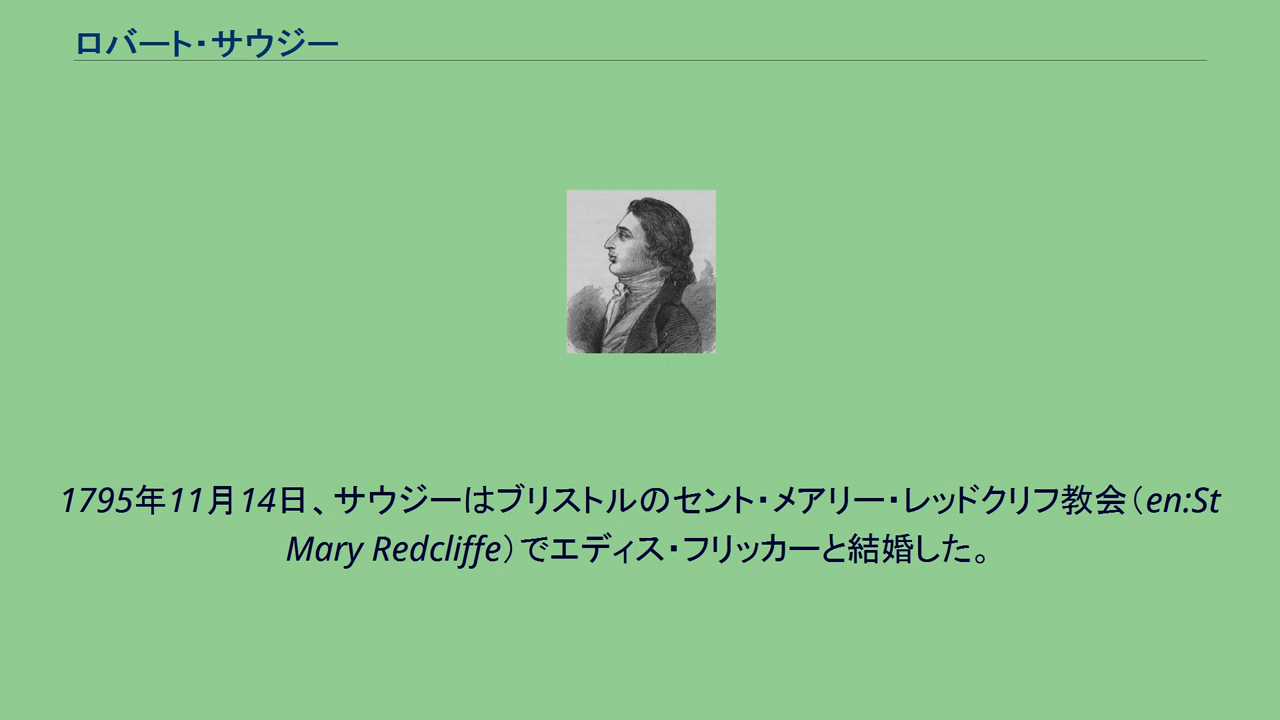 ロバート・サウジー
1795年11月14日、サウジーはブリストルのセント・メアリー・レッドクリフ教会（en:St
Mary Redcliffe）でエディス・フリッカーと結婚した。